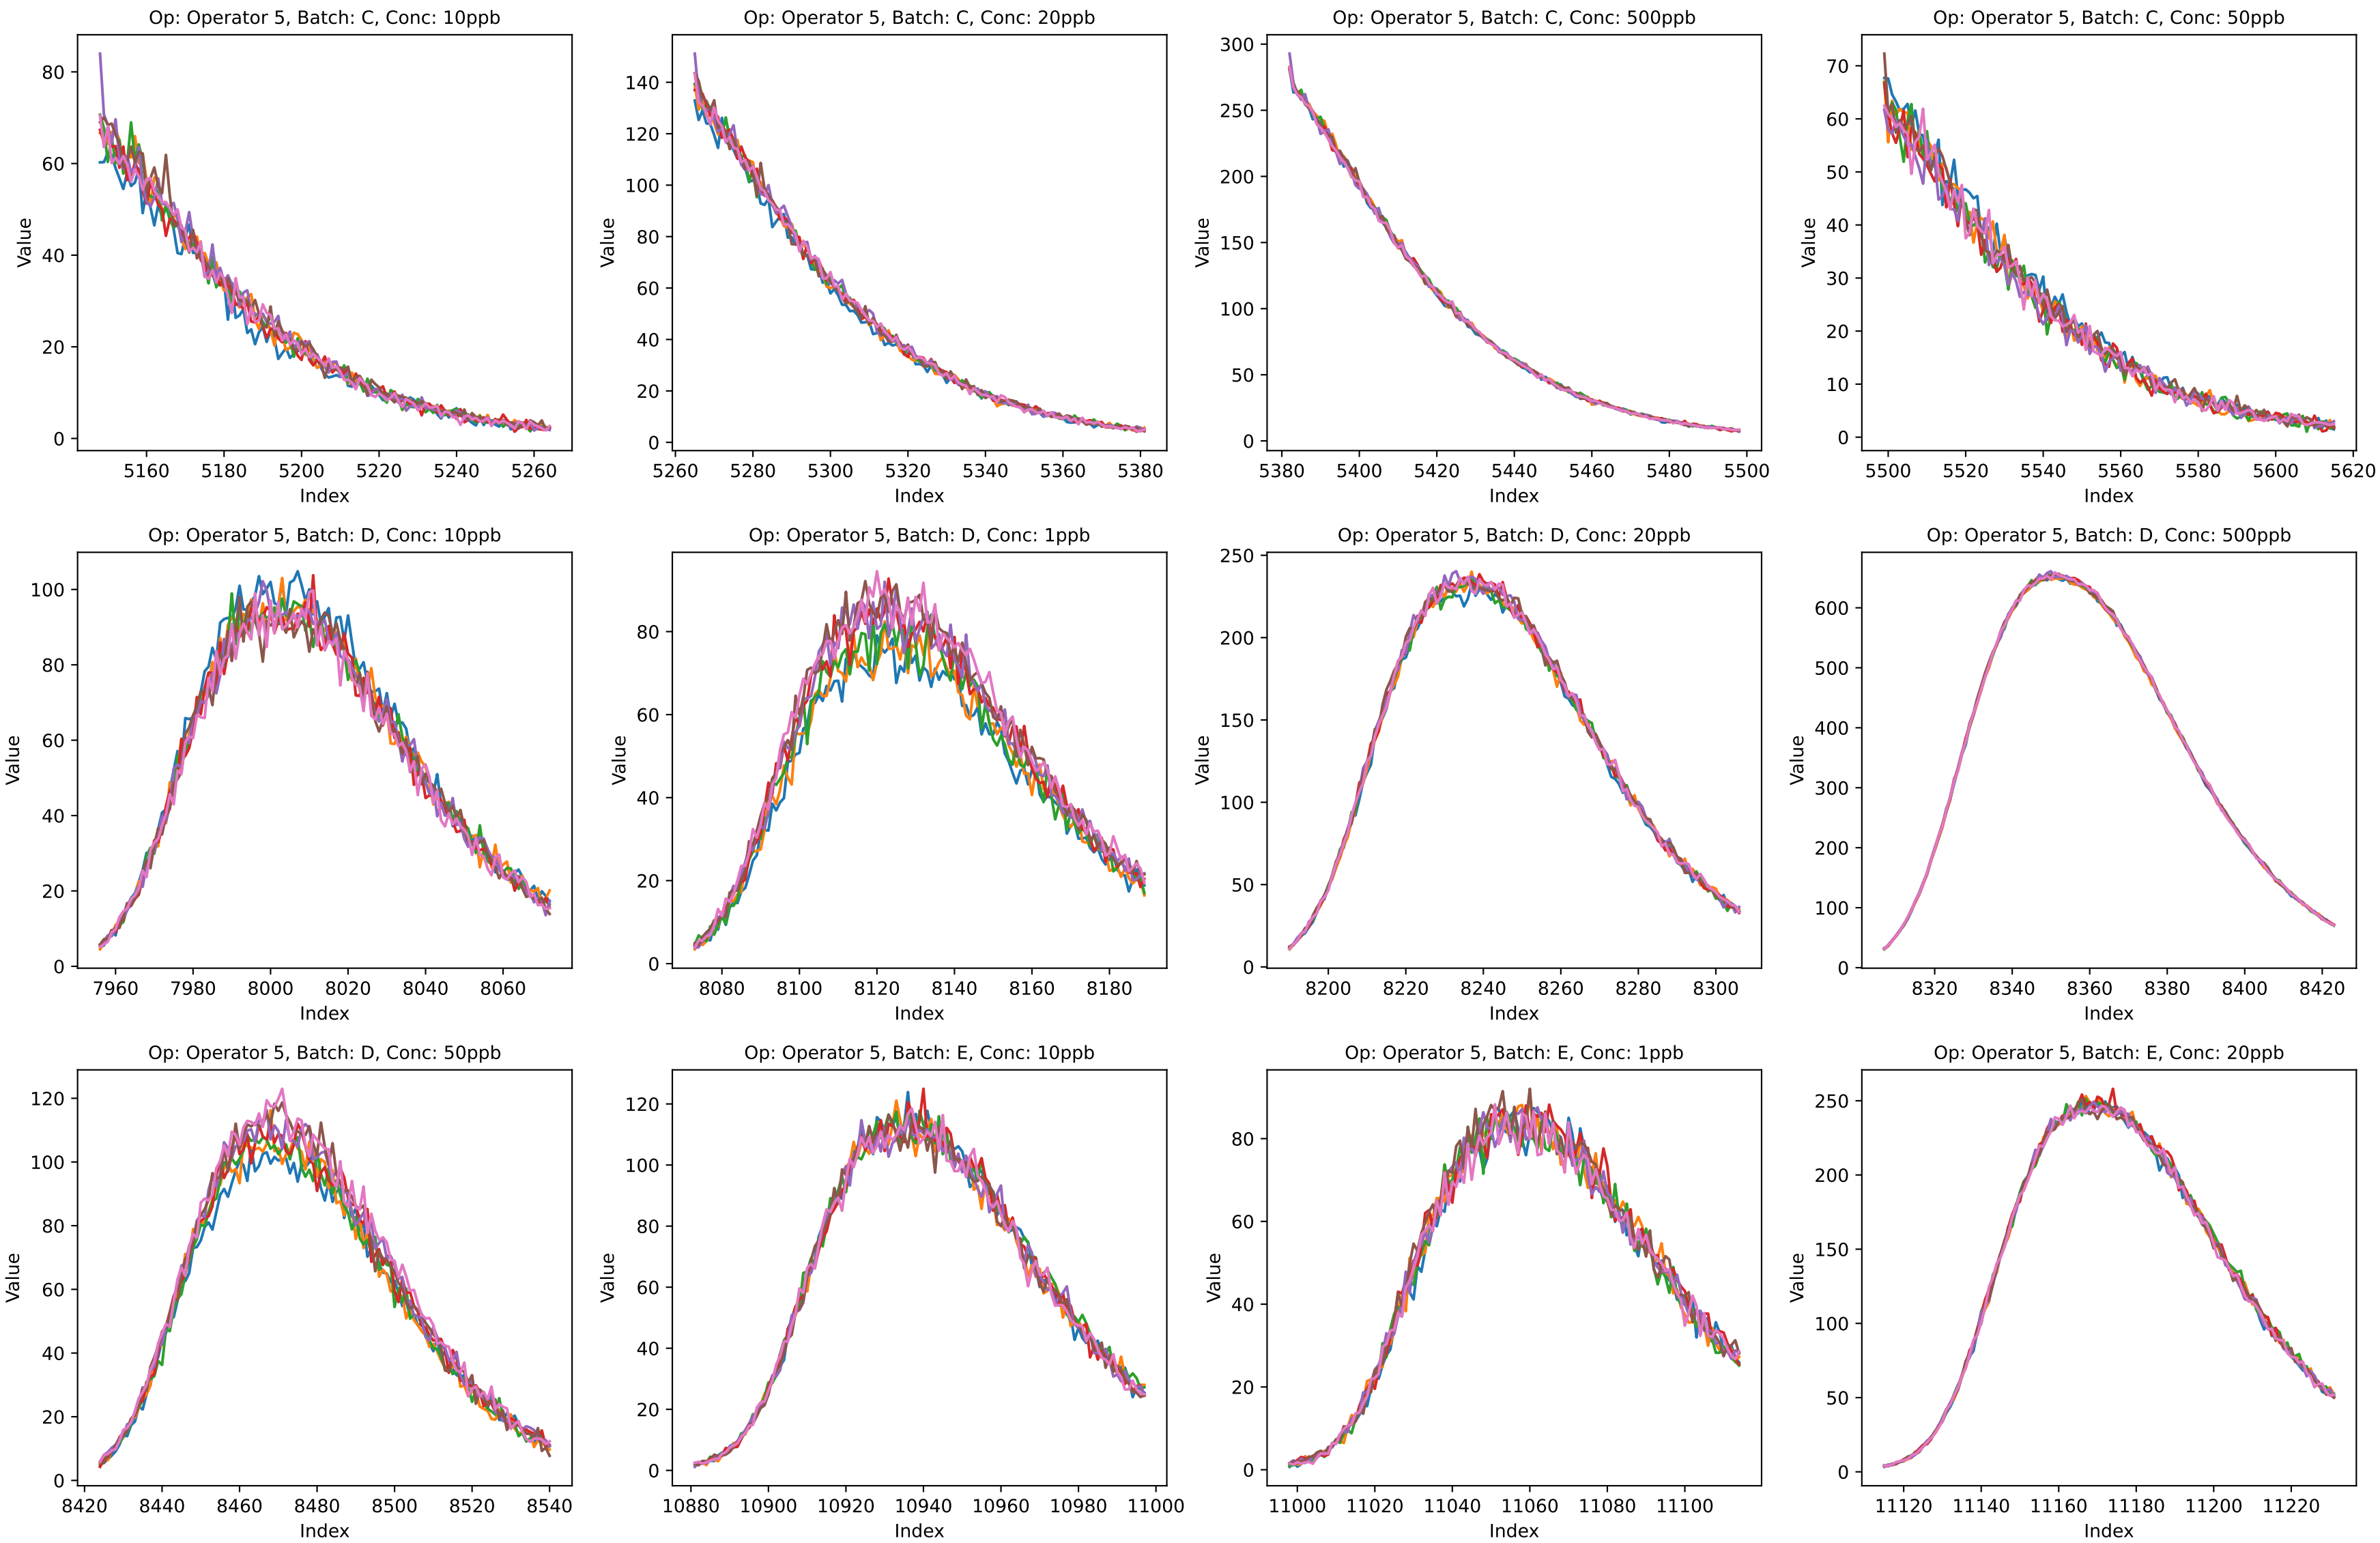 Op: Operator 5, Batch: C, Conc: 10ppb
Value
80
60
40
20
0
5160 5180 5200 5220 5240 5260
Index
Op: Operator 5, Batch: C, Conc: 20ppb
Value
140
120
100
80
60
40
20
0
5260 5280 5300 5320 5340 5360 5380
Index
Op: Operator 5, Batch: C, Conc: 500ppb
Value
300
250
200
150
100
50
0
5380 5400 5420 5440 5460 5480 5500
Index
Op: Operator 5, Batch: C, Conc: 50ppb
Value
70
60
50
40
30
20
10
0
5500 5520 5540 5560 5580 5600 5620
Index
Op: Operator 5, Batch: D, Conc: 10ppb
Value
100
80
60
40
20
0
7960 7980 8000 8020 8040 8060
Index
Op: Operator 5, Batch: D, Conc: 1ppb
Value
80
60
40
20
0
8080 8100 8120 8140 8160 8180
Index
Op: Operator 5, Batch: D, Conc: 20ppb
Value
250
200
150
100
50
0
8200 8220 8240 8260 8280 8300
Index
Op: Operator 5, Batch: D, Conc: 500ppb
Value
600
500
400
300
200
100
0
8320 8340 8360 8380 8400 8420
Index
Op: Operator 5, Batch: D, Conc: 50ppb
Value
120
100
80
60
40
20
0
8420 8440 8460 8480 8500 8520 8540
Index
Op: Operator 5, Batch: E, Conc: 10ppb
Value
120
100
80
60
40
20
0
10880 10900 10920 10940 10960 10980 11000
Index
Op: Operator 5, Batch: E, Conc: 1ppb
Value
80
60
40
20
0
11000 11020 11040 11060 11080 11100
Index
Op: Operator 5, Batch: E, Conc: 20ppb
Value
250
200
150
100
50
0
11120 11140 11160 11180 11200 11220
Index